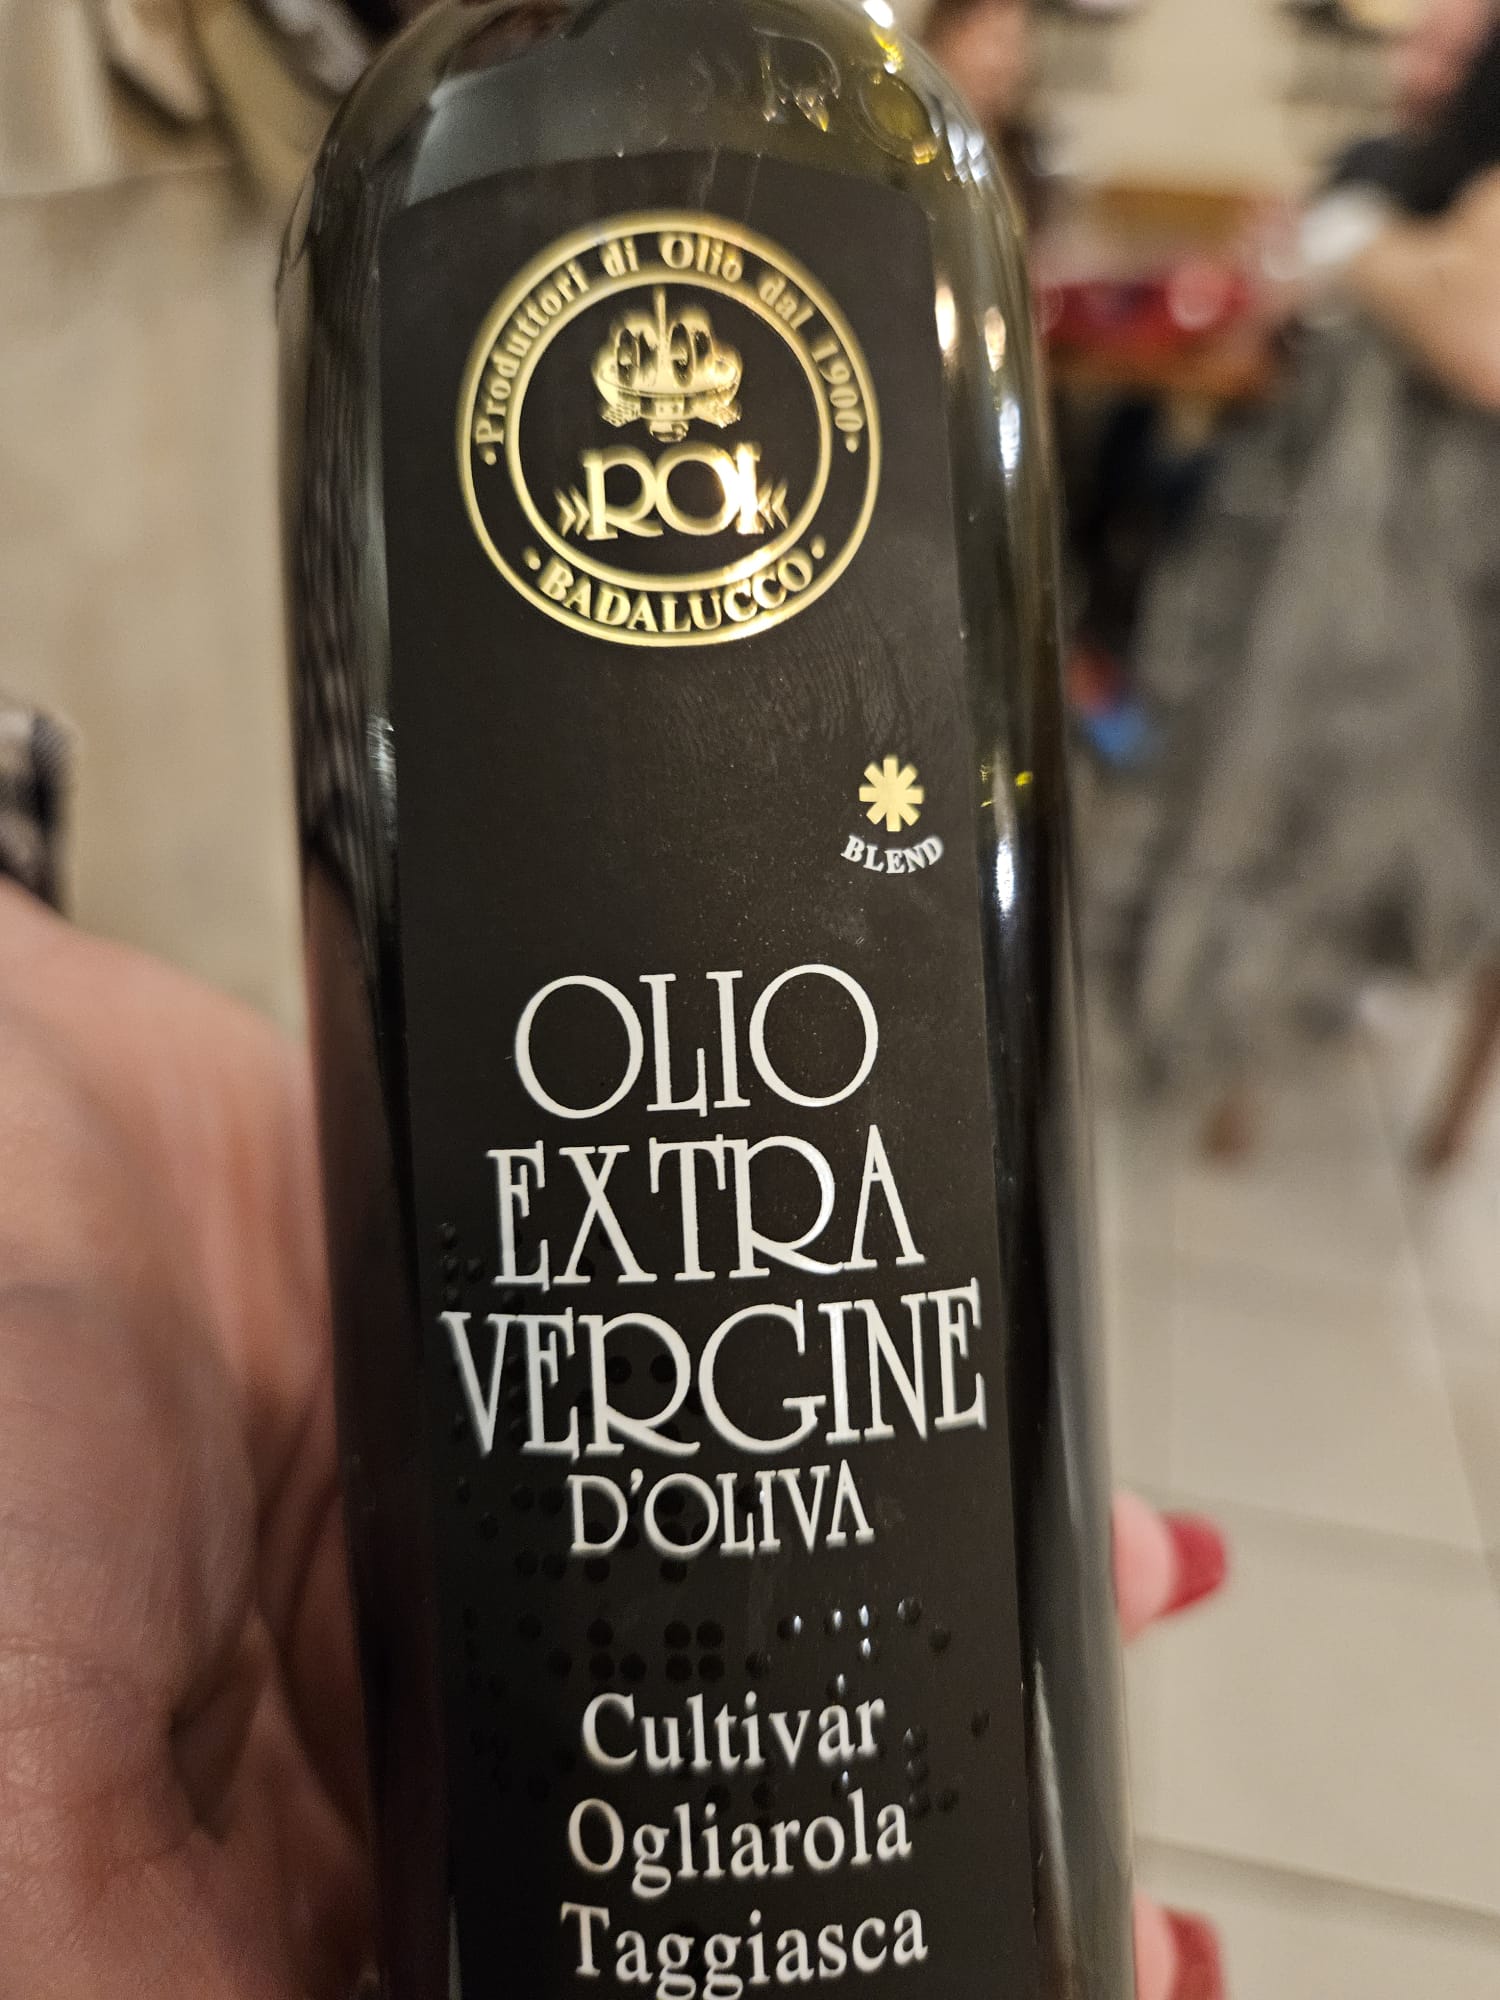 Produttori di Olio dal 1900
ROI
BADALUCCO
BLEND
OLIO
EXTRA
VERGINE
D'OLIVA
Cultivar
Ogliarola
Taggiasca